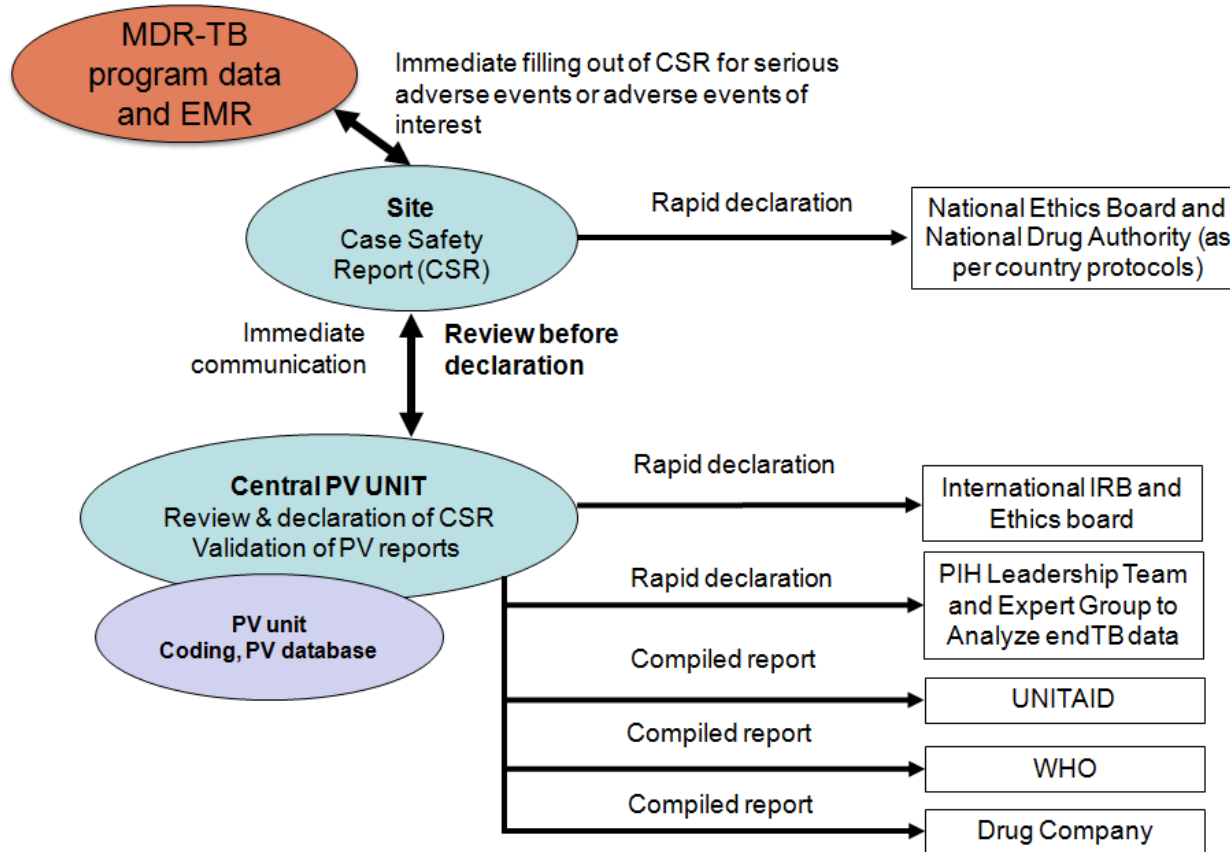 MDR-TB
program data
and EMR
Immediate filling out of CSR for serious
adverse events or adverse events of
interest
Site
Case Safety
Report (CSR)
Rapid declaration
National Ethics Board and
National Drug Authority (as
per country protocols)
Immediate
communication
Review before
declaration
Central PV UNIT
Review & declaration of CSR
Validation of PV reports
PV unit
Coding, PV database
Rapid declaration
International IRB and
Ethics board
Rapid declaration
PIH Leadership Team
and Expert Group to
Analyze endTB data
Compiled report
UNITAID
Compiled report
WHO
Compiled report
Drug Company